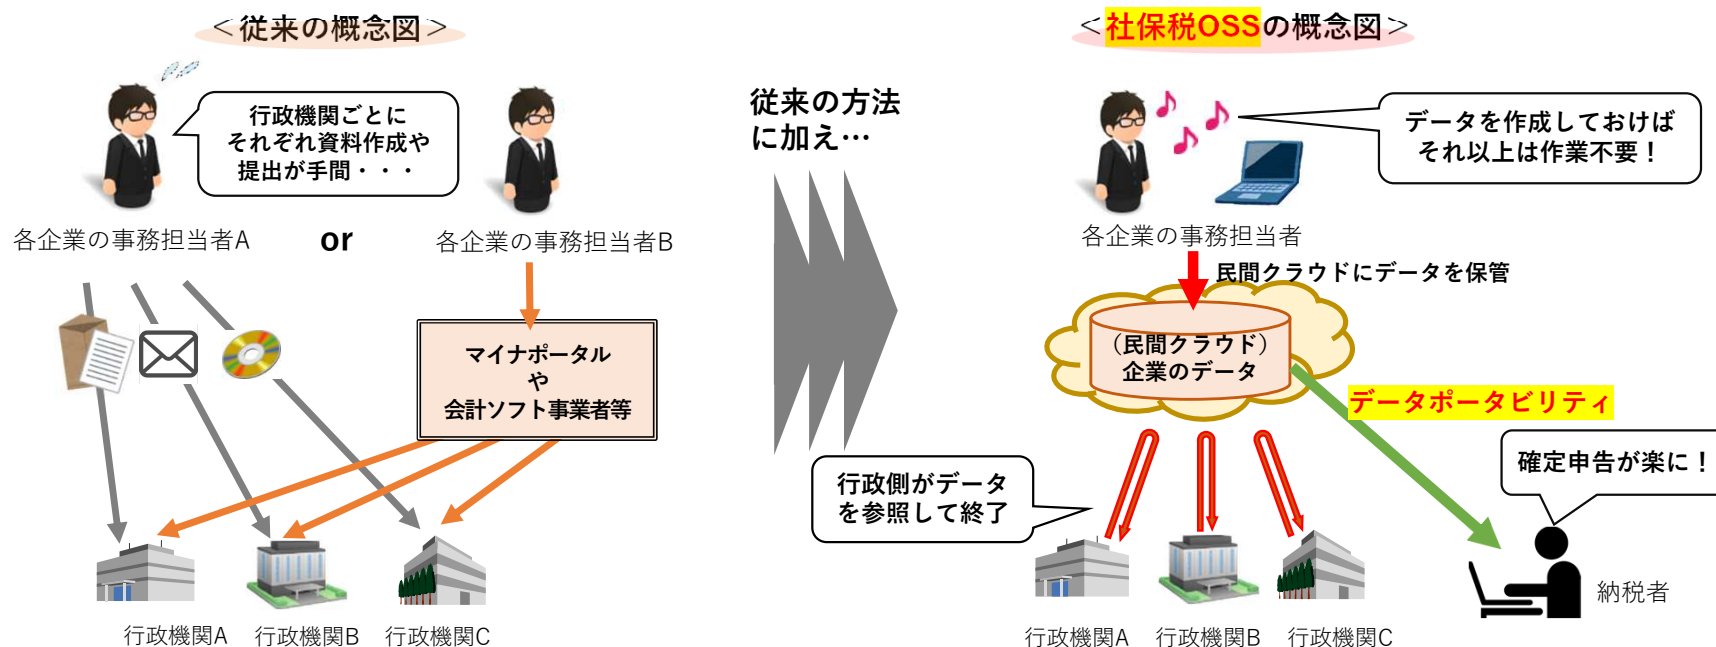 ＜従来の概念図＞
行政機関ごとに
それぞれ資料作成や
提出が手間・・・
各企業の事務担当者A
or
各企業の事務担当者B
マイナポータル
や
会計ソフト事業者等
行政機関A
行政機関B
行政機関C
従来の方法
に加え…
＜社保税OSSの概念図＞
データを作成しておけば
それ以上は作業不要！
各企業の事務担当者
民間クラウドにデータを保管
（民間クラウド）
企業のデータ
データポータビリティ
行政側がデータ
を参照して終了
確定申告が楽に！
納税者
行政機関A
行政機関B
行政機関C